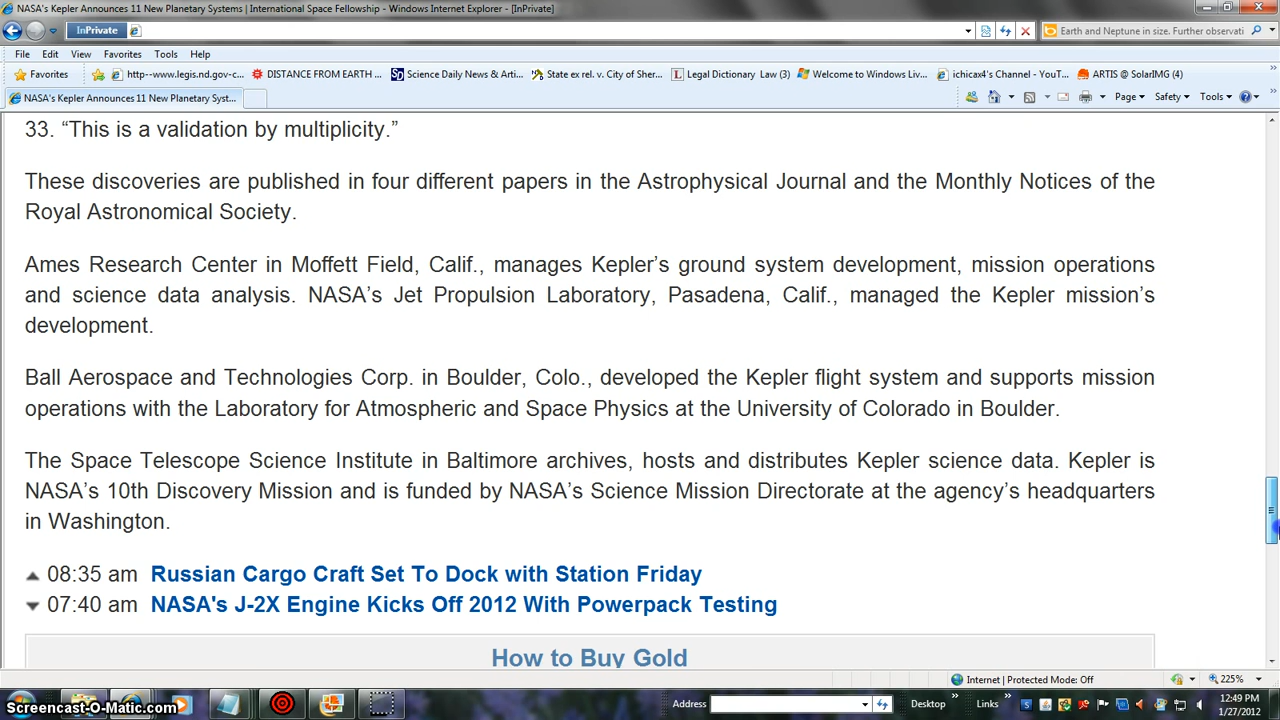 NASA's Kepler Announces 11 New Planetary Systems | International Space Fellowship - Windows Internet Explorer - [InPrivate]
InPrivate
Earth and Neptune in size. Further observati
File Edit View Favorites Tools Help
Favorites http--www.legis.nd.gov-c... DISTANCE FROM EARTH ... Science Daily News & Arti... State ex rel. v. City of Sher... Legal Dictionary Law (3) Welcome to Windows Liv... ichicax4's Channel - YouT... ARTIS @ SolarIMG (4)
NASA's Kepler Announces 11 New Planetary Syst... Page Safety Tools
33. “This is a validation by multiplicity.”
These discoveries are published in four different papers in the Astrophysical Journal and the Monthly Notices of the
Royal Astronomical Society.
Ames Research Center in Moffett Field, Calif., manages Kepler’s ground system development, mission operations
and science data analysis. NASA’s Jet Propulsion Laboratory, Pasadena, Calif., managed the Kepler mission’s
development.
Ball Aerospace and Technologies Corp. in Boulder, Colo., developed the Kepler flight system and supports mission
operations with the Laboratory for Atmospheric and Space Physics at the University of Colorado in Boulder.
The Space Telescope Science Institute in Baltimore archives, hosts and distributes Kepler science data. Kepler is
NASA’s 10th Discovery Mission and is funded by NASA’s Science Mission Directorate at the agency’s headquarters
in Washington.
08:35 am Russian Cargo Craft Set To Dock with Station Friday
07:40 am NASA's J-2X Engine Kicks Off 2012 With Powerpack Testing
How to Buy Gold
Internet | Protected Mode: Off 225%
Screencast-O-Matic.com Address Desktop Links 12:49 PM
1/27/2012